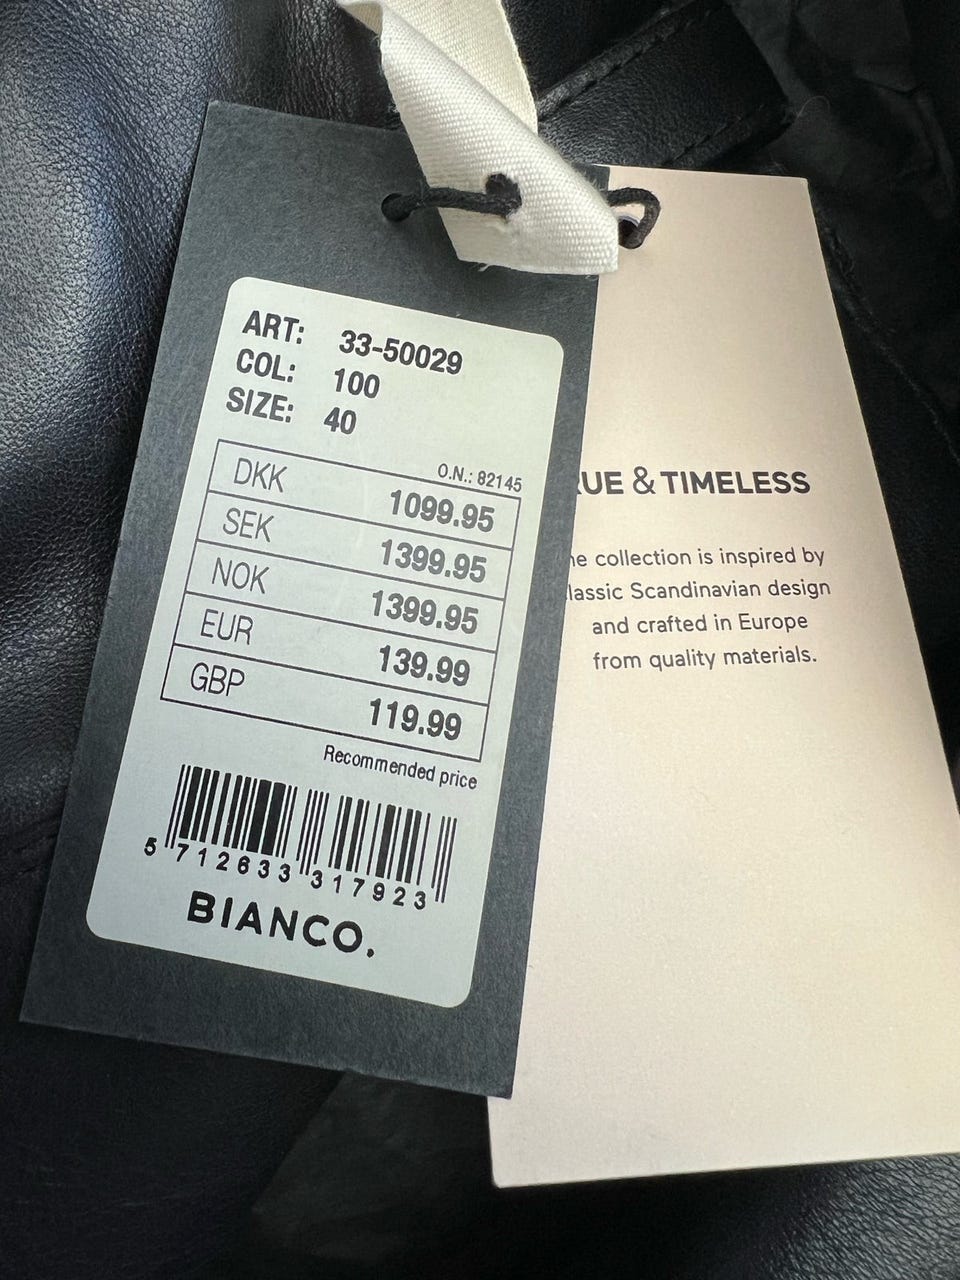 ART: 33-50029
COL: 100
SIZE: 40
O.N.: 82145
DKK 1099.95
SEK 1399.95
NOK 1399.95
EUR 139.99
GBP 119.99
Recommended price
5 712633 317923
BIANCO.
& TIMELESS
collection is inspired by
Scandinavian design
and crafted in Europe
from quality materials.